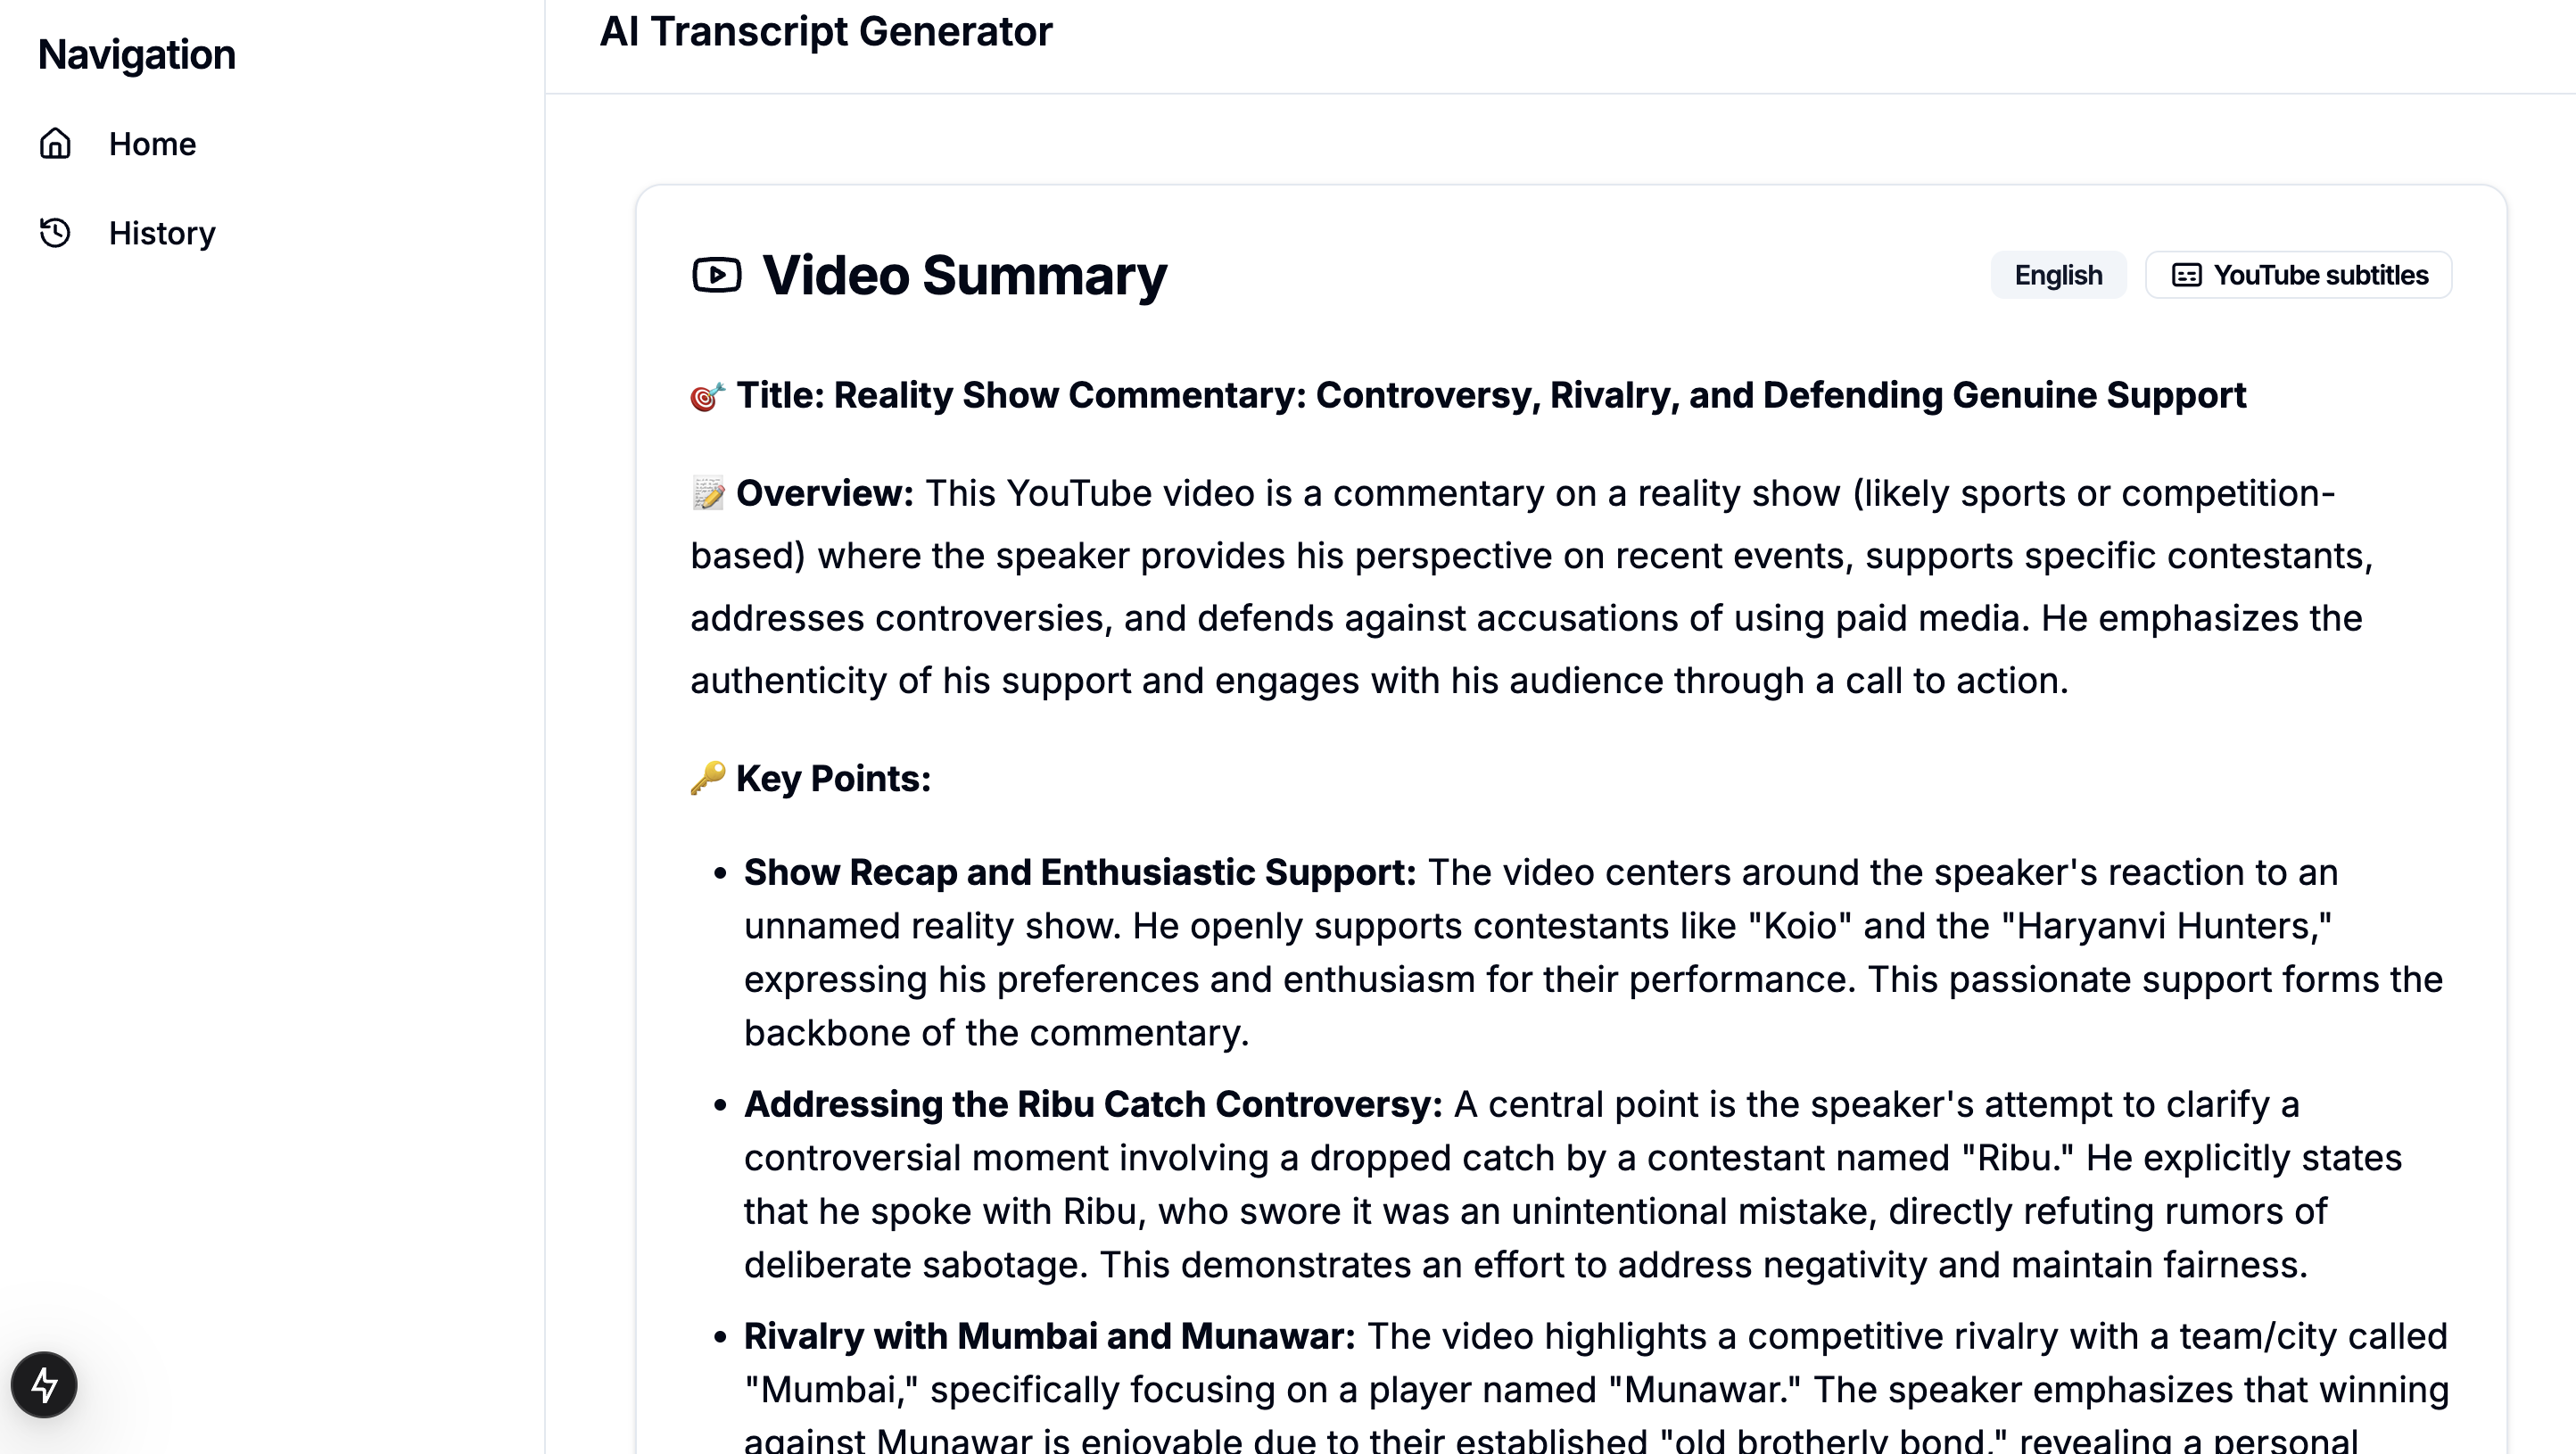 Navigation
Home
History
AI Transcript Generator
Video Summary
English
YouTube subtitles
🎯 Title: Reality Show Commentary: Controversy, Rivalry, and Defending Genuine Support
📝 Overview: This YouTube video is a commentary on a reality show (likely sports or competition-
based) where the speaker provides his perspective on recent events, supports specific contestants,
addresses controversies, and defends against accusations of using paid media. He emphasizes the
authenticity of his support and engages with his audience through a call to action.
🔑 Key Points:
• Show Recap and Enthusiastic Support: The video centers around the speaker's reaction to an
unnamed reality show. He openly supports contestants like "Koio" and the "Haryanvi Hunters,"
expressing his preferences and enthusiasm for their performance. This passionate support forms the
backbone of the commentary.
• Addressing the Ribu Catch Controversy: A central point is the speaker's attempt to clarify a
controversial moment involving a dropped catch by a contestant named "Ribu." He explicitly states
that he spoke with Ribu, who swore it was an unintentional mistake, directly refuting rumors of
deliberate sabotage. This demonstrates an effort to address negativity and maintain fairness.
• Rivalry with Mumbai and Munawar: The video highlights a competitive rivalry with a team/city called
"Mumbai," specifically focusing on a player named "Munawar." The speaker emphasizes that winning
against Munawar is enjoyable due to their established "old brotherly bond," revealing a personal